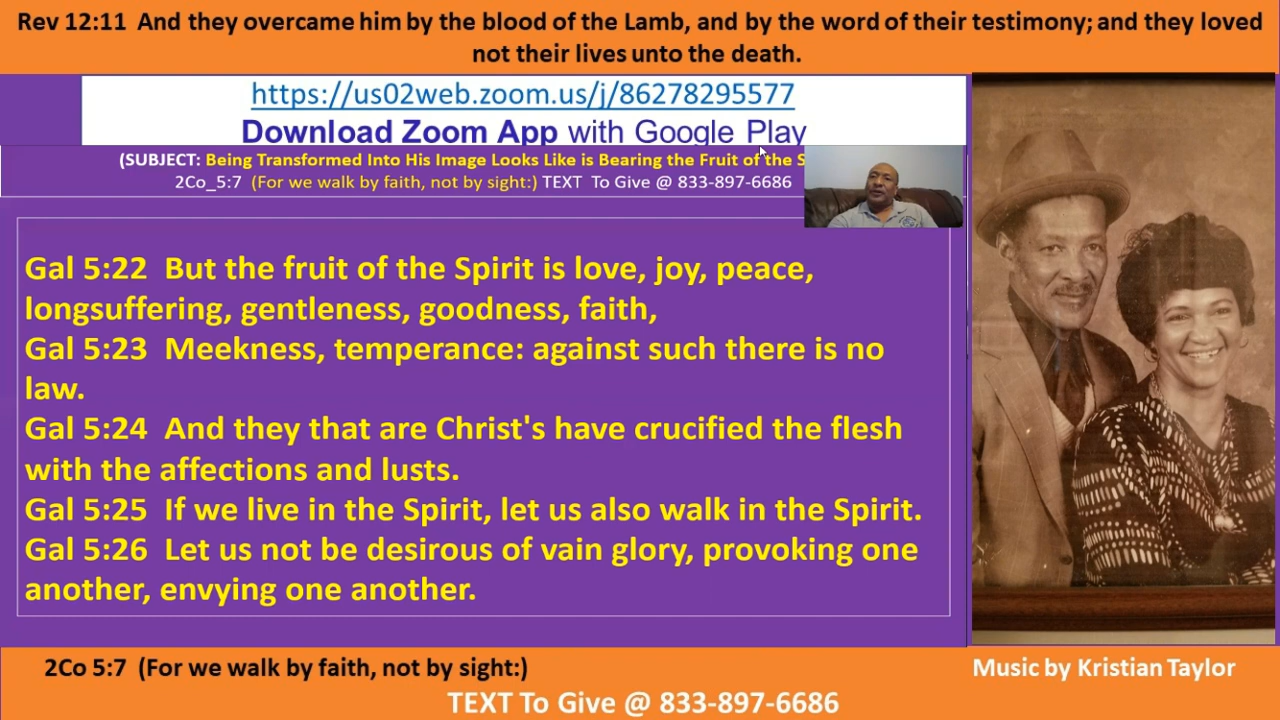 Rev 12:11  And they overcame him by the blood of the Lamb, and by the word of their testimony; and they loved
not their lives unto the death.
https://us02web.zoom.us/j/86278295577
Download Zoom App with Google Play
(SUBJECT: Being Transformed Into His Image Looks Like is Bearing the Fruit of the S
2Co_5:7  (For we walk by faith, not by sight:) TEXT  To Give @ 833-897-6686
Gal 5:22  But the fruit of the Spirit is love, joy, peace,
longsuffering, gentleness, goodness, faith,
Gal 5:23  Meekness, temperance: against such there is no
law.
Gal 5:24  And they that are Christ's have crucified the flesh
with the affections and lusts.
Gal 5:25  If we live in the Spirit, let us also walk in the Spirit.
Gal 5:26  Let us not be desirous of vain glory, provoking one
another, envying one another.
2Co 5:7  (For we walk by faith, not by sight:)
Music by Kristian Taylor
TEXT To Give @ 833-897-6686